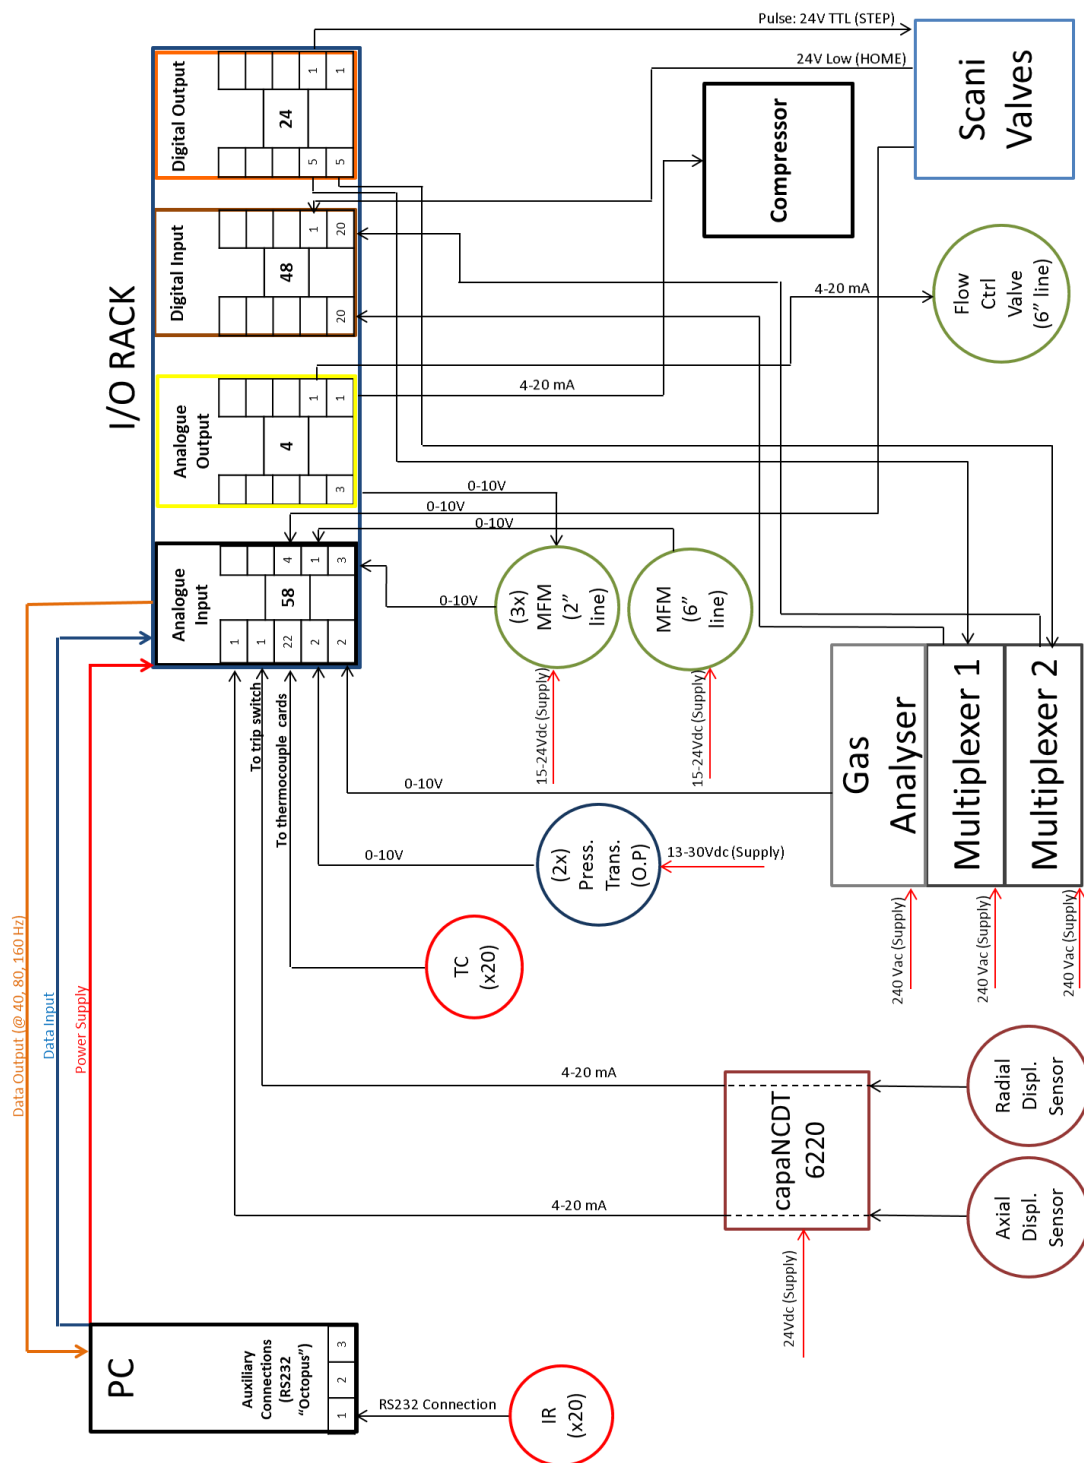 Pulse: 24V TTL (STEP)
24V Low (HOME)
Scani
Valves
Compressor
Flow
Ctrl
Valve
(6” line)
4-20 mA
I/O RACK
Digital Output
24
1
1
5
5
Digital Input
48
1
20
20
Analogue
Output
4
1
1
3
4-20 mA
0-10V
0-10V
0-10V
Analogue
Input
58
4
1
3
1
1
22
2
2
0-10V
(3x)
MFM
(2”
line)
MFM
(6”
line)
15-24Vdc (Supply)
15-24Vdc (Supply)
To trip switch
To thermocouple cards
0-10V
0-10V
(2x)
Press.
Trans.
(O.P)
13-30Vdc (Supply)
Gas
Analyser
Multiplexer 1
Multiplexer 2
240 Vac (Supply)
240 Vac (Supply)
240 Vac (Supply)
TC
(x20)
Data Output (@ 40, 80, 160 Hz)
Data Input
Power Supply
4-20 mA
4-20 mA
capaNCDT
6220
24Vdc (Supply)
Radial
Displ.
Sensor
Axial
Displ.
Sensor
PC
Auxiliary
Connections
(RS232
“Octopus”)
1
2
3
RS232 Connection
IR
(x20)